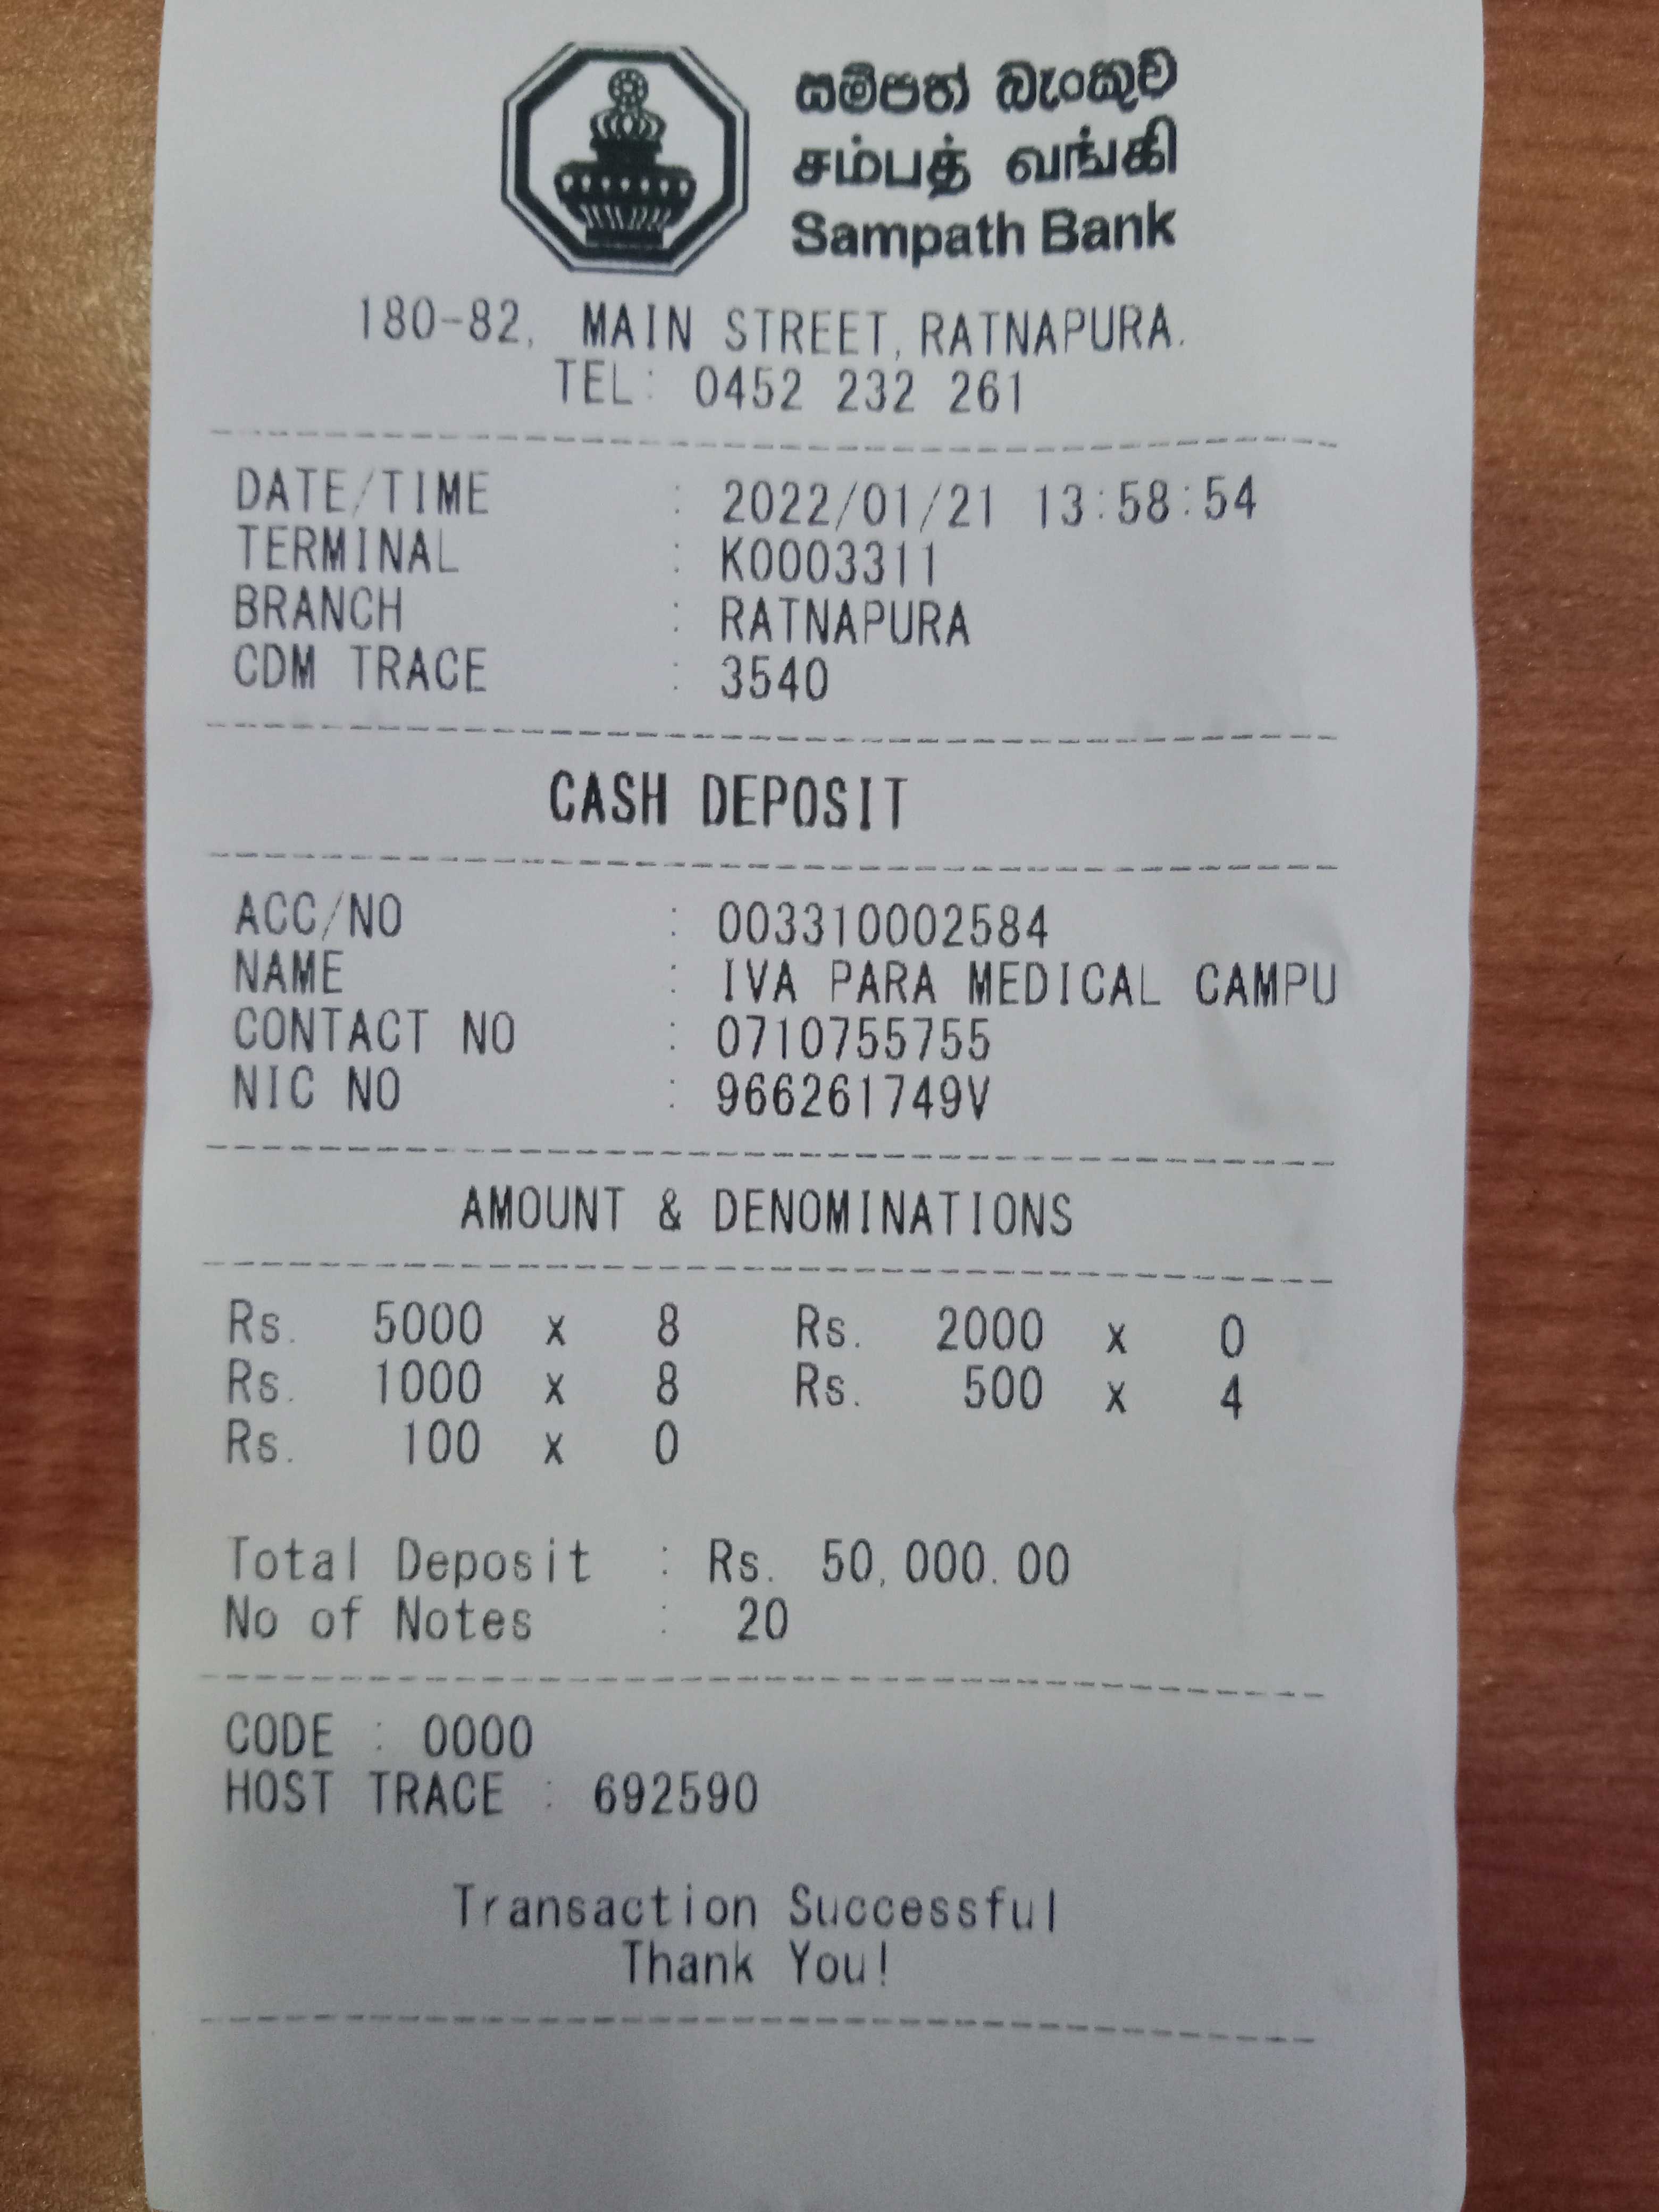 සම්පත් බැංකුව
சம்பத் வங்கி
Sampath Bank
180-82, MAIN STREET, RATNAPURA.
TEL: 0452 232 261
DATE/TIME : 2022/01/21 13:58:54
TERMINAL : K0003311
BRANCH : RATNAPURA
CDM TRACE : 3540
CASH DEPOSIT
ACC/NO : 003310002584
NAME : IVA PARA MEDICAL CAMPU
CONTACT NO : 0710755755
NIC NO : 966261749V
AMOUNT & DENOMINATIONS
Rs. 5000 x 8 Rs. 2000 x 0
Rs. 1000 x 8 Rs. 500 x 4
Rs. 100 x 0
Total Deposit : Rs. 50,000.00
No of Notes : 20
CODE : 0000
HOST TRACE : 692590
Transaction Successful
Thank You!